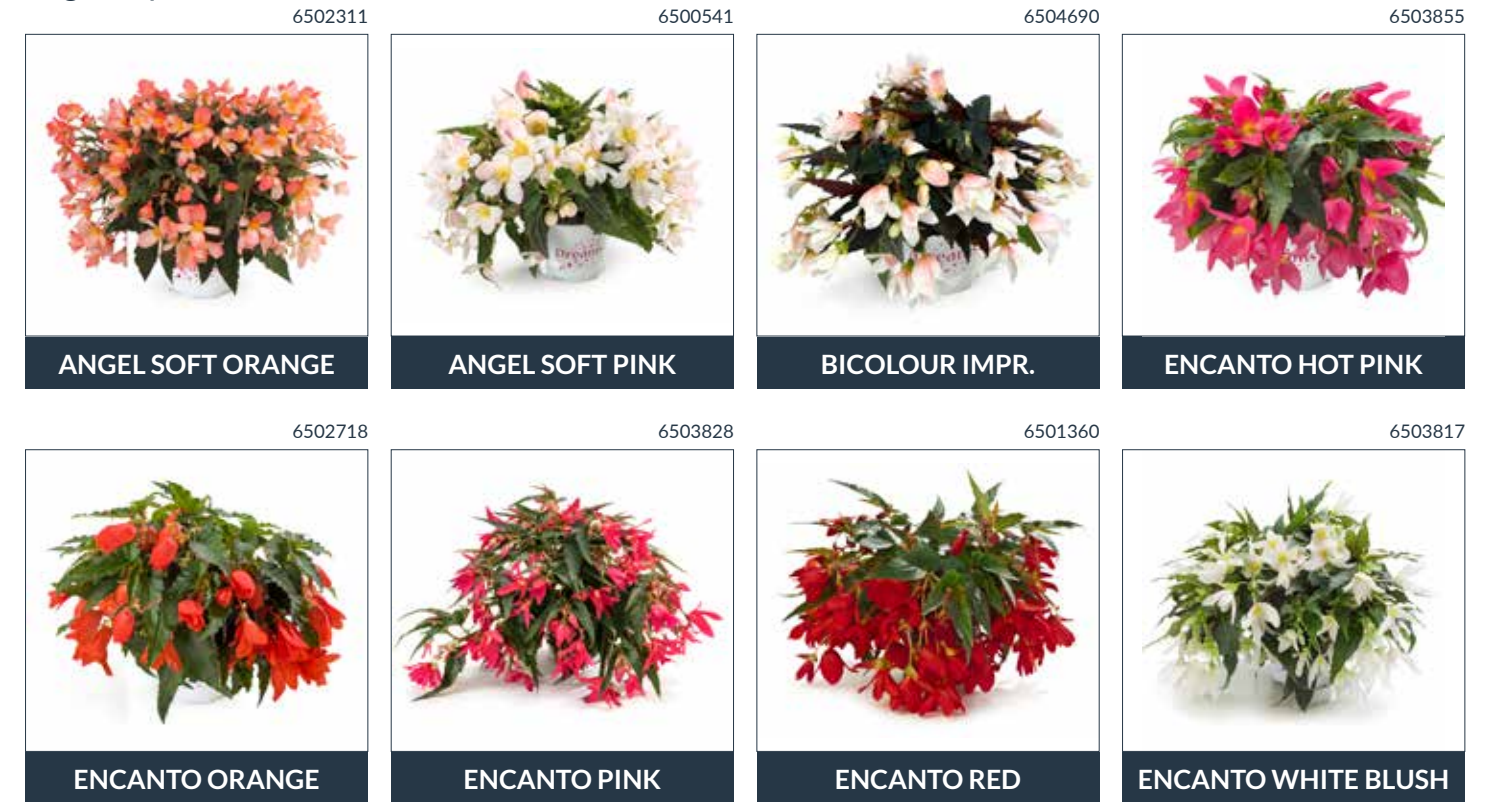 6502311 6500541 6504690 6503855
Dream
ANGEL SOFT ORANGE ANGEL SOFT PINK BICOLOUR IMPR. ENCANTO HOT PINK
6502718 6503828 6501360 6503817
ENCANTO ORANGE ENCANTO PINK ENCANTO RED ENCANTO WHITE BLUSH